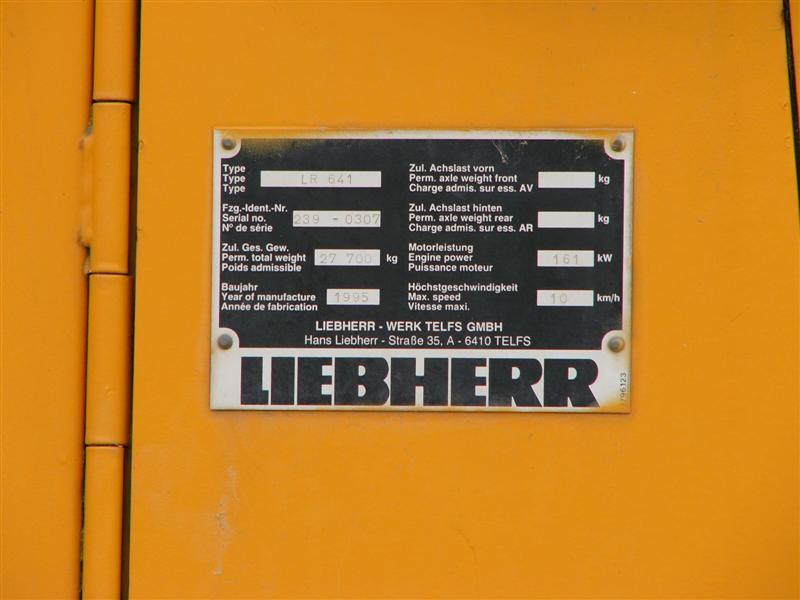 Type
Type LR 641
Type
Fzg.-Ident.-Nr.
Serial no. 239 - 0307
N° de série
Zul. Ges. Gew.
Perm. total weight 27 700 kg
Poids admissible
Baujahr
Year of manufacture 1995
Année de fabrication
Zul. Achslast vorn
Perm. axle weight front kg
Charge admis. sur ess. AV
Zul. Achslast hinten
Perm. axle weight rear kg
Charge admis. sur ess. AR
Motorleistung
Engine power 161 kW
Puissance moteur
Höchstgeschwindigkeit
Max. speed 10 km/h
Vitesse maxi.
LIEBHERR - WERK TELFS GMBH
Hans Liebherr - Straße 35, A - 6410 TELFS
LIEBHERR